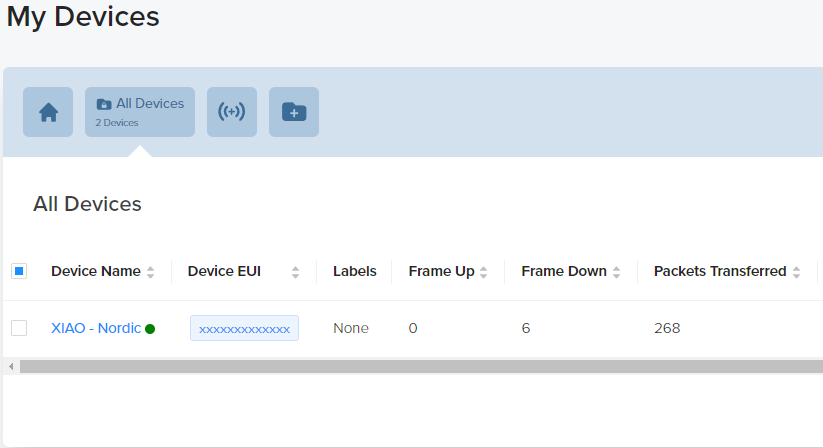 My Devices
All Devices
2 Devices
All Devices
Device Name Device EUI Labels Frame Up Frame Down Packets Transferred
XIAO - Nordic xxxxxxxxxxxxx None 0 6 268